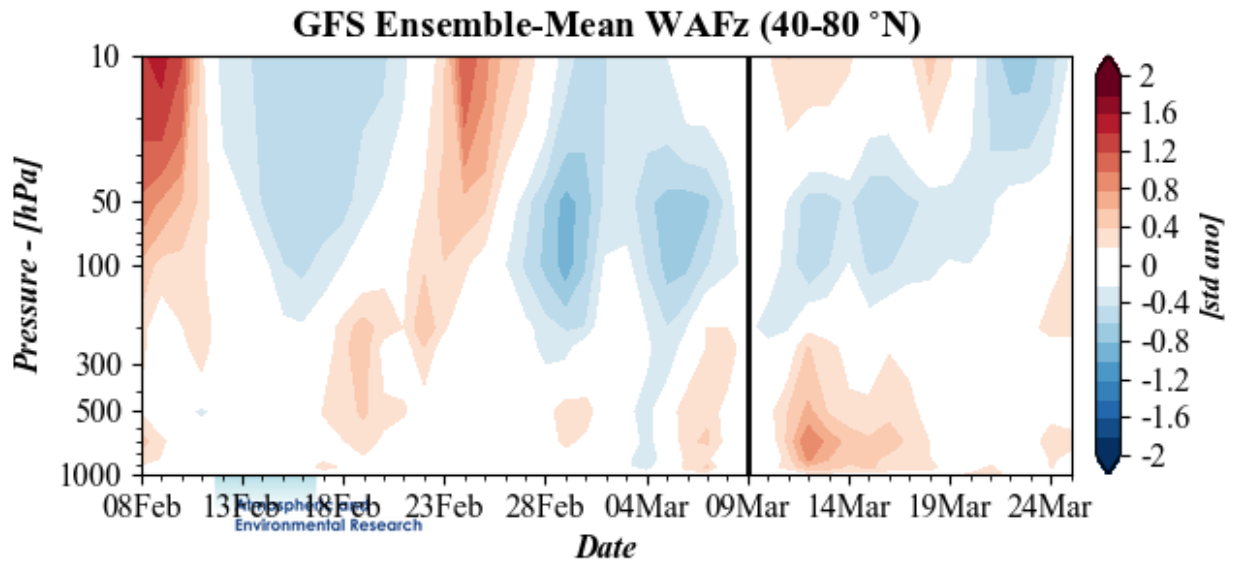 GFS Ensemble-Mean WAFz (40-80 °N)
Pressure - [hPa]
10
50
100
300
500
1000
08Feb 13Feb 18Feb 23Feb 28Feb 04Mar 09Mar 14Mar 19Mar 24Mar
Atmospheric and
Environmental Research
Date
2
1.6
1.2
0.8
0.4
0
-0.4
-0.8
-1.2
-1.6
-2
[std ano]